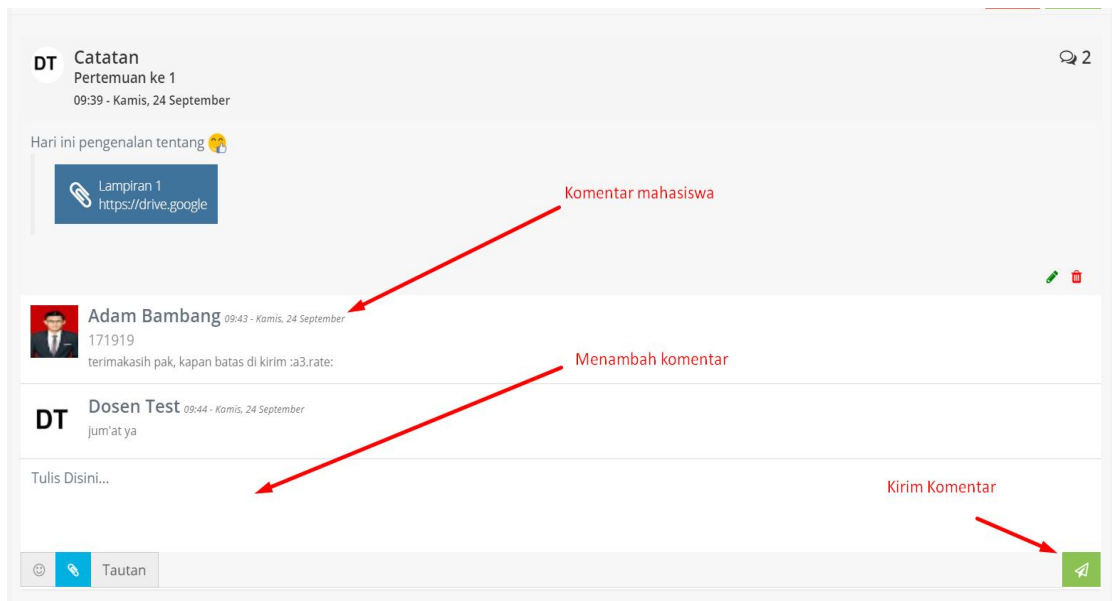 DT Catatan 2
Pertemuan ke 1
09:39 - Kamis, 24 September
Hari ini pengenalan tentang
Lampiran 1
https://drive.google
Komentar mahasiswa
Adam Bambang 09:43 - Kamis, 24 September
171919
terimakasih pak, kapan batas di kirim :a3.rate:
Menambah komentar
DT Dosen Test 09:44 - Kamis, 24 September
jum'at ya
Tulis Disini...
Kirim Komentar
Tautan